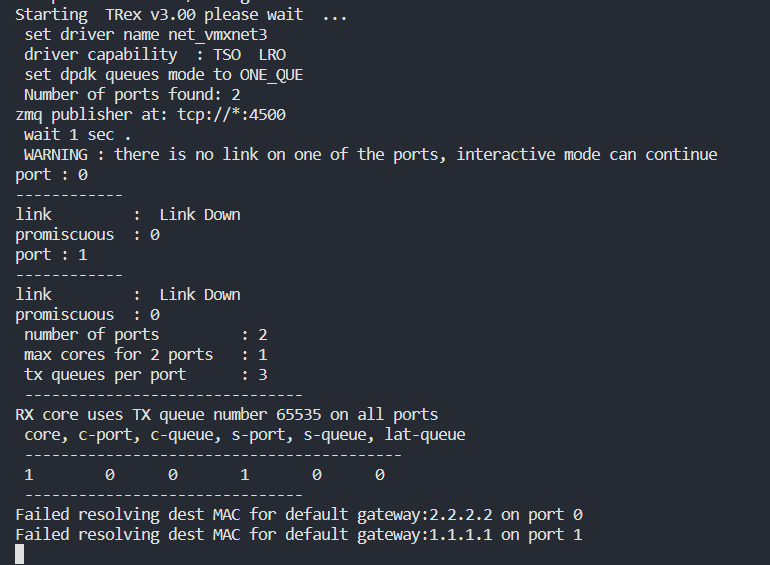 Starting  TRex v3.00 please wait  ...
 set driver name net_vmxnet3
 driver capability  : TSO  LRO
 set dpdk queues mode to ONE_QUE
 Number of ports found: 2
zmq publisher at: tcp://*:4500
 wait 1 sec .
 WARNING : there is no link on one of the ports, interactive mode can continue
port : 0
------------
link         :  Link Down
promiscuous  : 0
port : 1
------------
link         :  Link Down
promiscuous  : 0
 number of ports         : 2
 max cores for 2 ports   : 1
 tx queues per port      : 3
 -------------------------------
RX core uses TX queue number 65535 on all ports
 core, c-port, c-queue, s-port, s-queue, lat-queue
 ------------------------------------------
 1        0      0       1      0      0
 -------------------------------
Failed resolving dest MAC for default gateway:2.2.2.2 on port 0
Failed resolving dest MAC for default gateway:1.1.1.1 on port 1